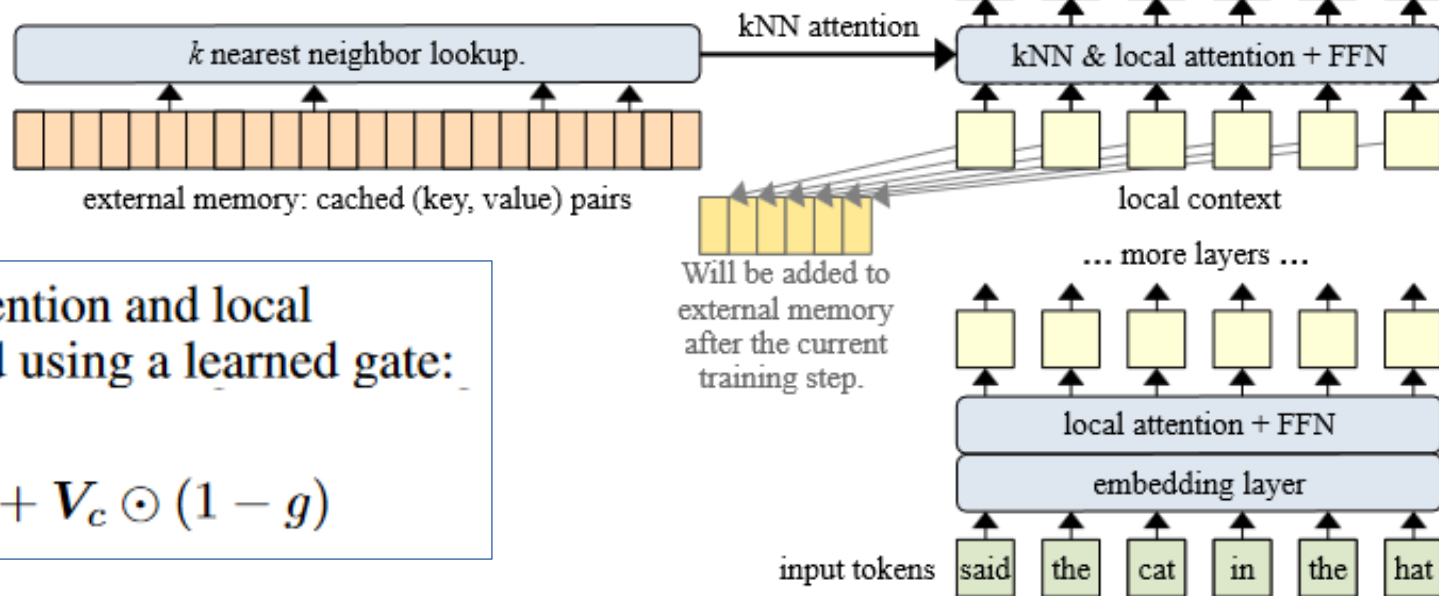 kNN attention
k nearest neighbor lookup.
kNN & local attention + FFN
external memory: cached (key, value) pairs
local context
Will be added to
external memory
after the current
training step.
... more layers ...
local attention + FFN
embedding layer
input tokens said the cat in the hat
ention and local
using a learned gate:
+ V_c ⊙ (1 − g)